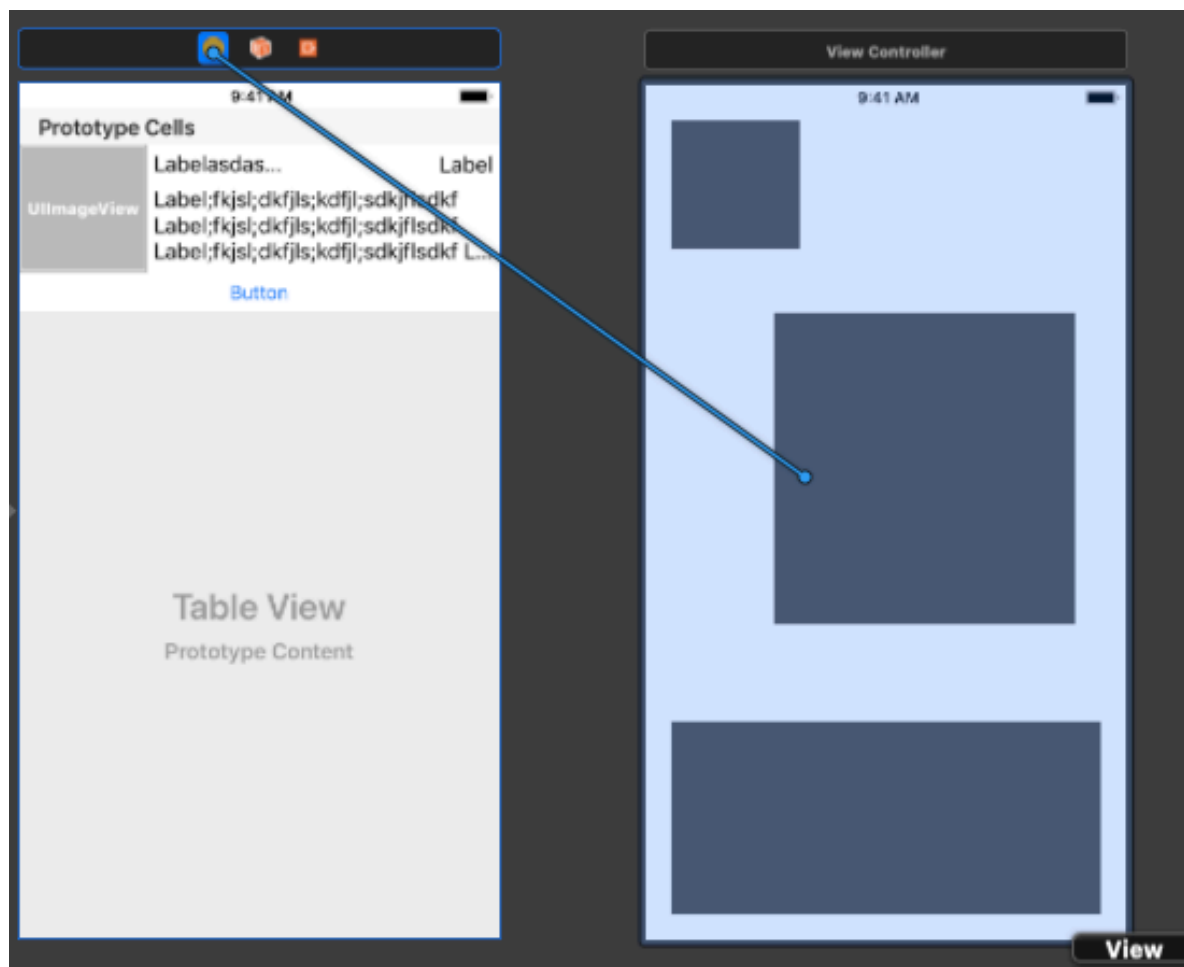 View Controller
9:41 AM
9:41 AM
Prototype Cells
UIImageView
Labelasdas...
Label
Label;fkjsl;dkfjls;kdfjl;sdkjflsdkf
Label;fkjsl;dkfjls;kdfjl;sdkjflsdkf
Label;fkjsl;dkfjls;kdfjl;sdkjflsdkf L...
Button
Table View
Prototype Content
View